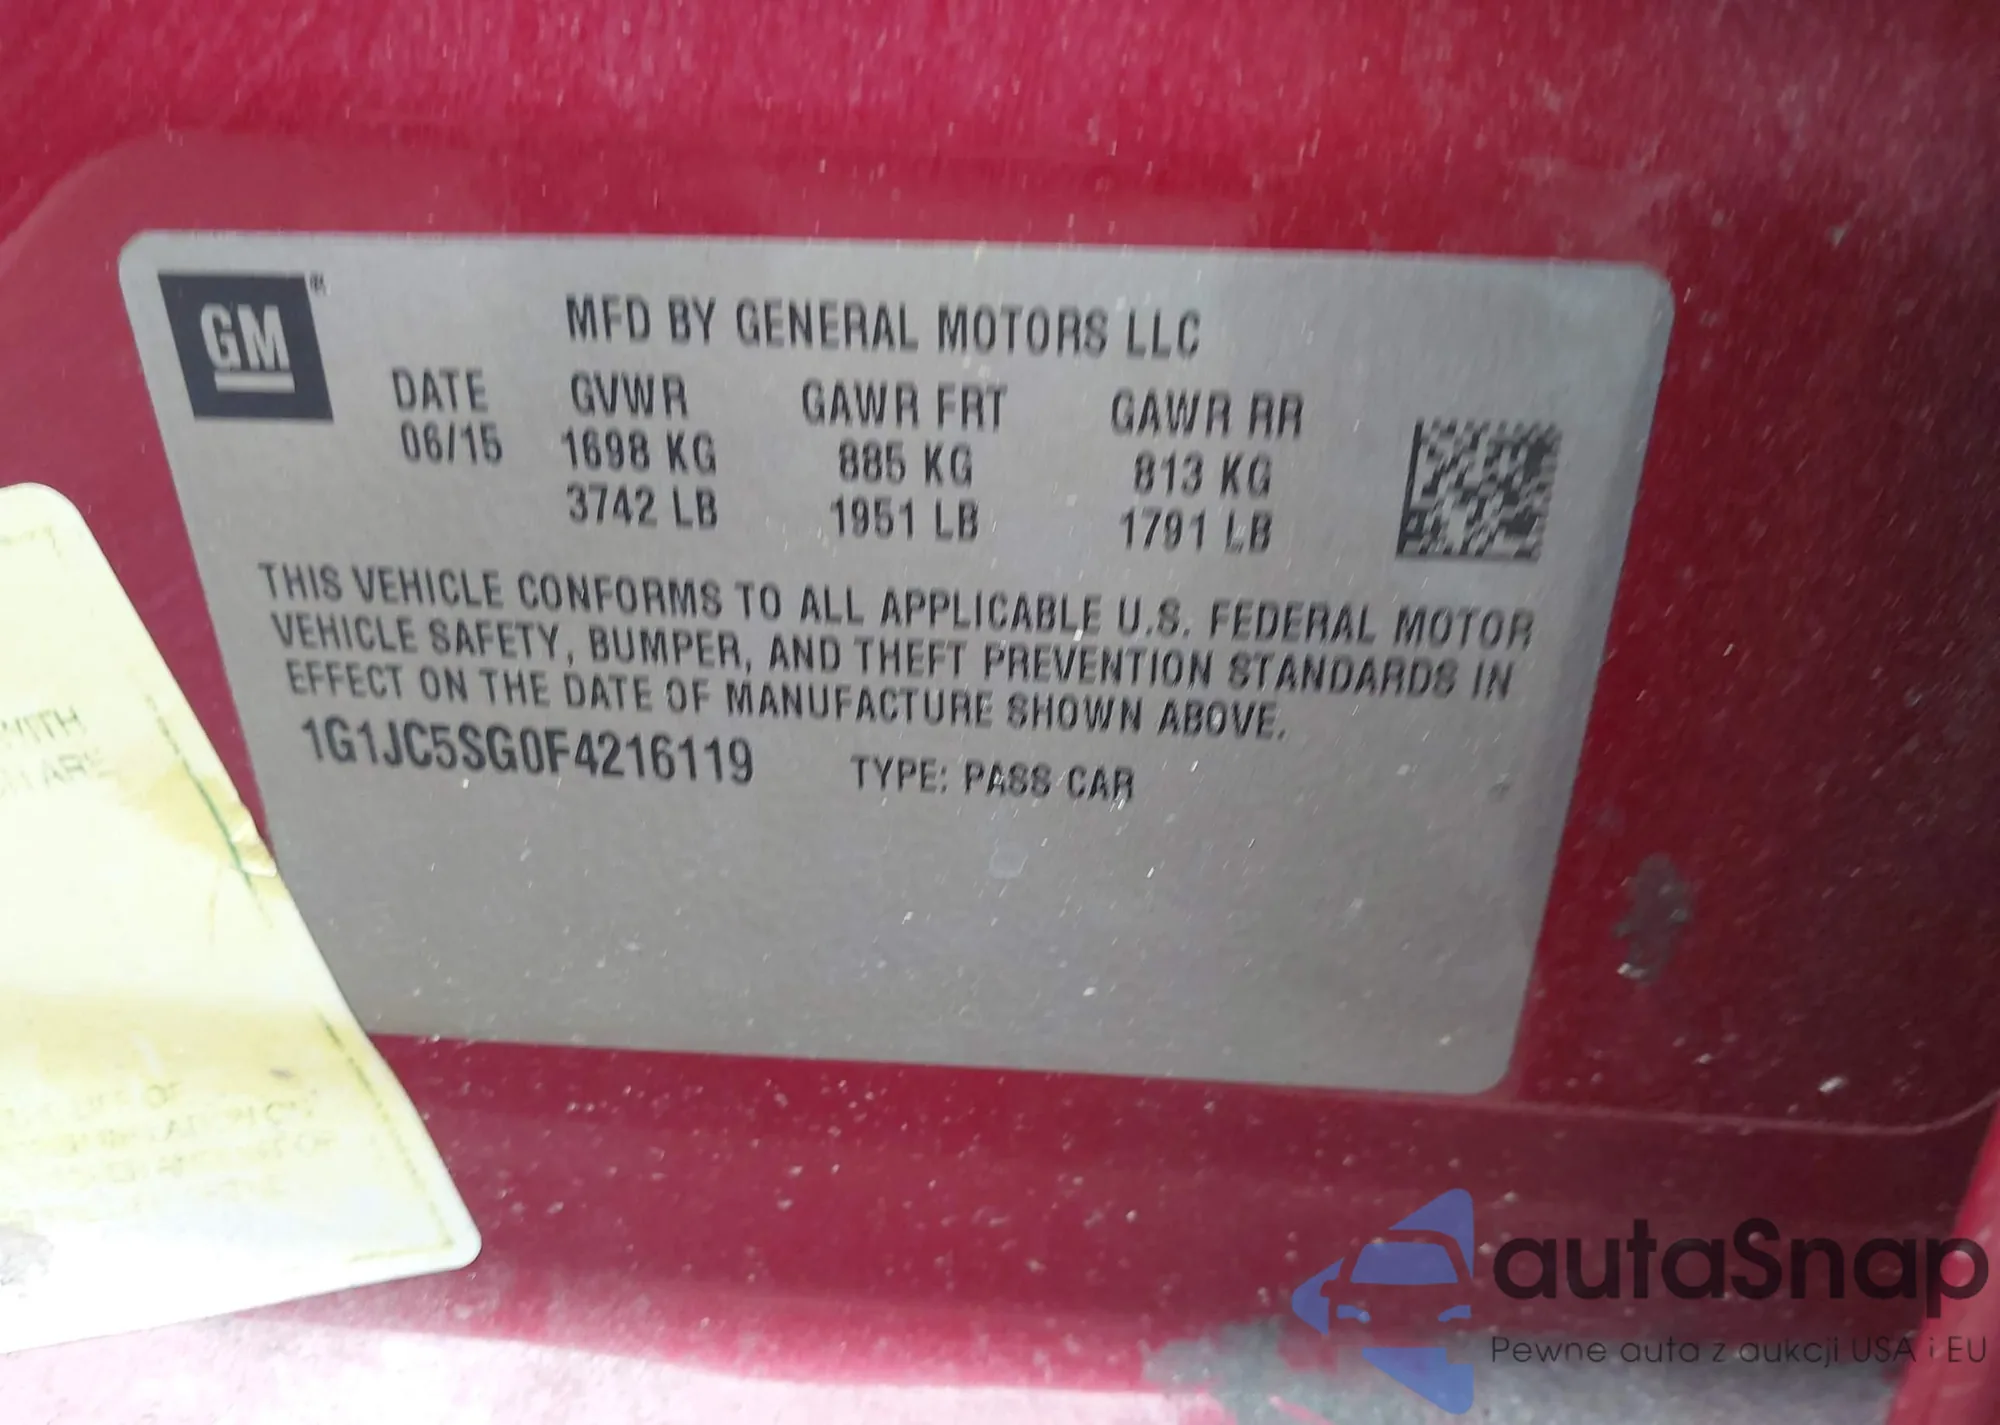 GM®
MFD BY GENERAL MOTORS LLC
DATE GVWR GAWR FRT GAWR RR
06/15 1698 KG 885 KG 813 KG
3742 LB 1951 LB 1791 LB
THIS VEHICLE CONFORMS TO ALL APPLICABLE U.S. FEDERAL MOTOR
VEHICLE SAFETY, BUMPER, AND THEFT PREVENTION STANDARDS IN
EFFECT ON THE DATE OF MANUFACTURE SHOWN ABOVE.
1G1JC5SG0F4216119 TYPE: PASS CAR
WITH
autaSnap
Pewne auta z aukcji USA i EU